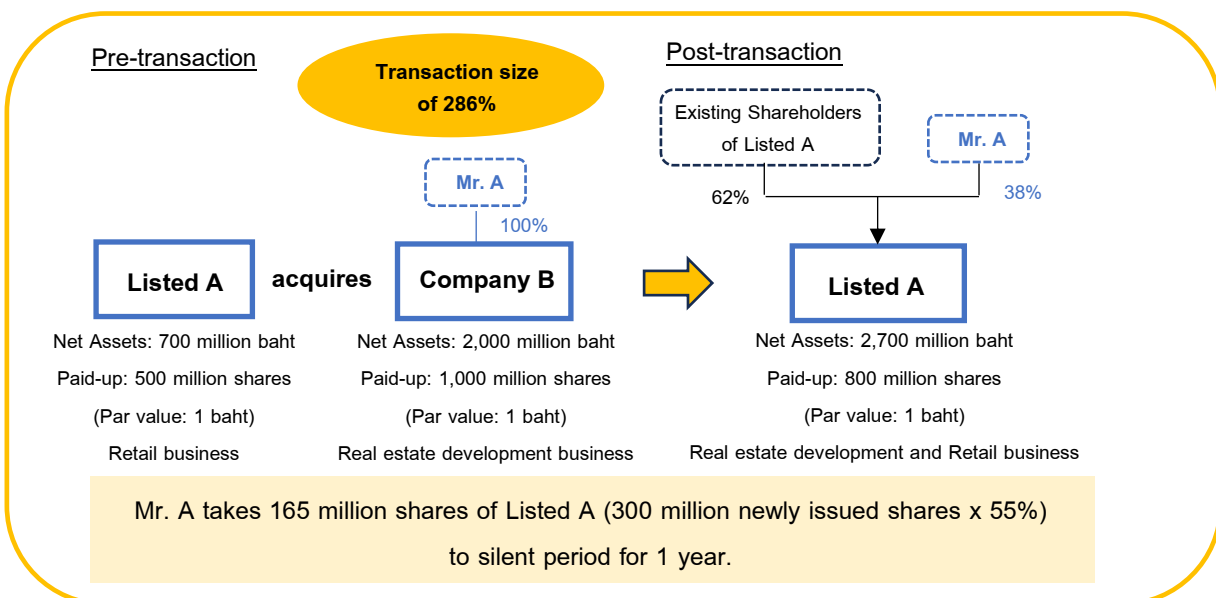 Pre-transaction
Transaction size
of 286%
Post-transaction
Existing Shareholders
of Listed A
Mr. A
Mr. A
62%
38%
100%
Listed A
acquires
Company B
Listed A
Net Assets: 700 million baht
Paid-up: 500 million shares
(Par value: 1 baht)
Retail business
Net Assets: 2,000 million baht
Paid-up: 1,000 million shares
(Par value: 1 baht)
Real estate development business
Net Assets: 2,700 million baht
Paid-up: 800 million shares
(Par value: 1 baht)
Real estate development and Retail business
Mr. A takes 165 million shares of Listed A (300 million newly issued shares x 55%)
to silent period for 1 year.